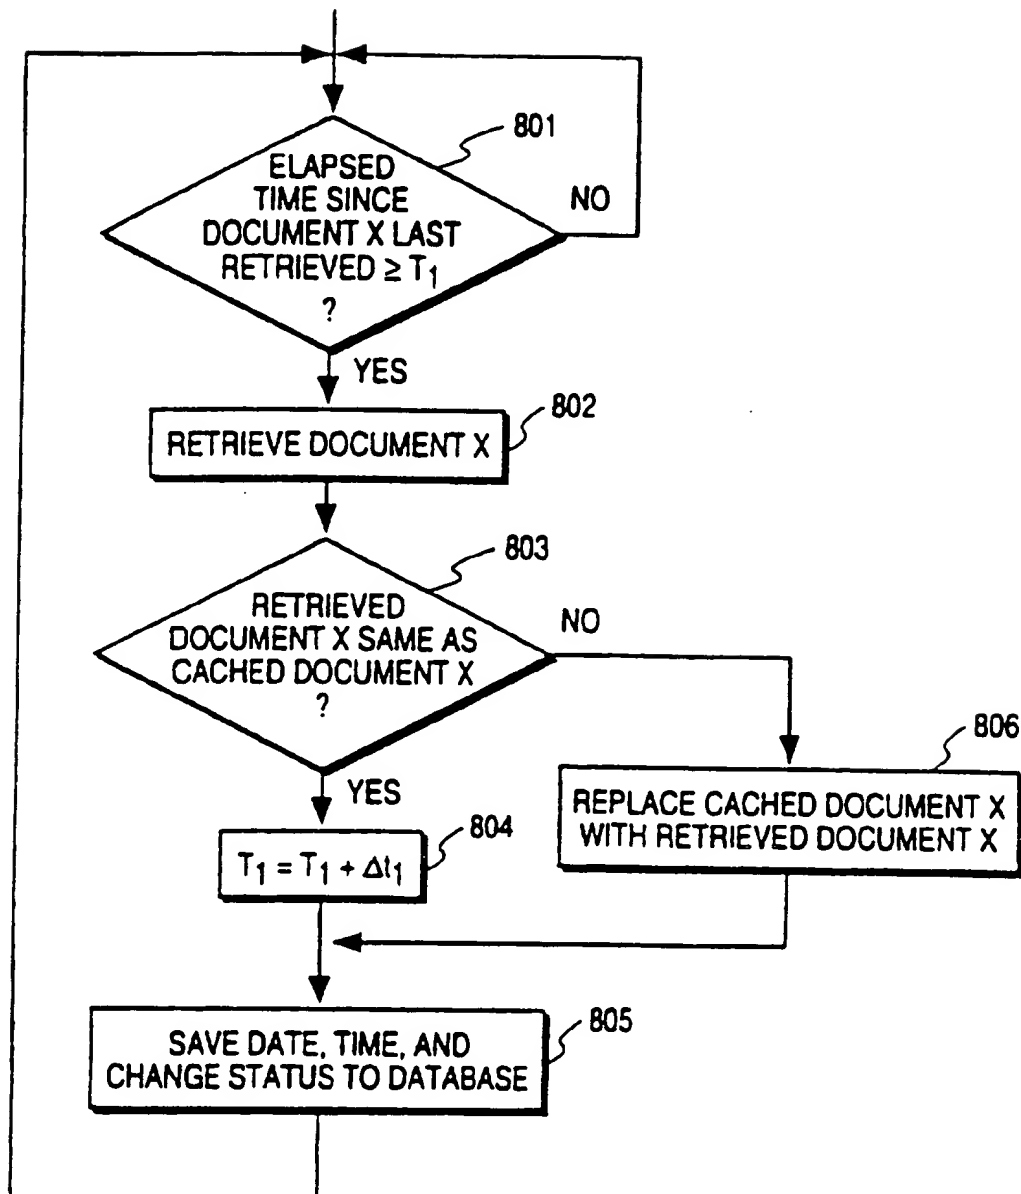 801
ELAPSED
TIME SINCE
DOCUMENT X LAST
RETRIEVED ≥ T1
?
NO
YES
802
RETRIEVE DOCUMENT X
803
RETRIEVED
DOCUMENT X SAME AS
CACHED DOCUMENT X
?
NO
YES
804
T1 = T1 + Δt1
806
REPLACE CACHED DOCUMENT X
WITH RETRIEVED DOCUMENT X
805
SAVE DATE, TIME, AND
CHANGE STATUS TO DATABASE